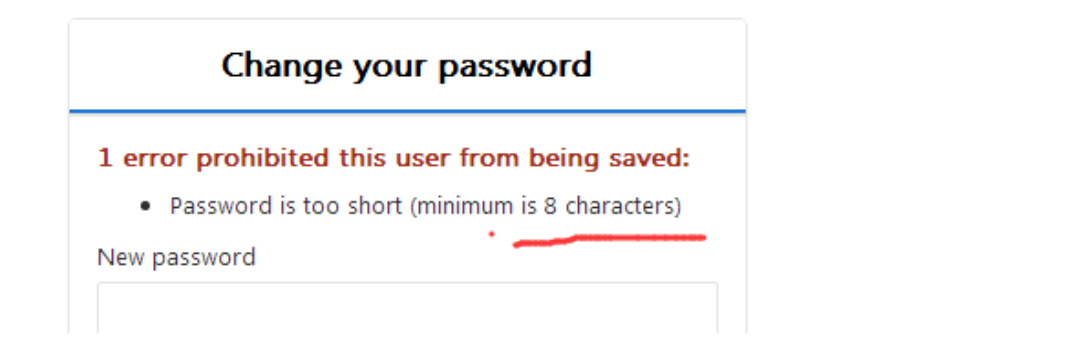 Change your password
1 error prohibited this user from being saved:
• Password is too short (minimum is 8 characters)
New password